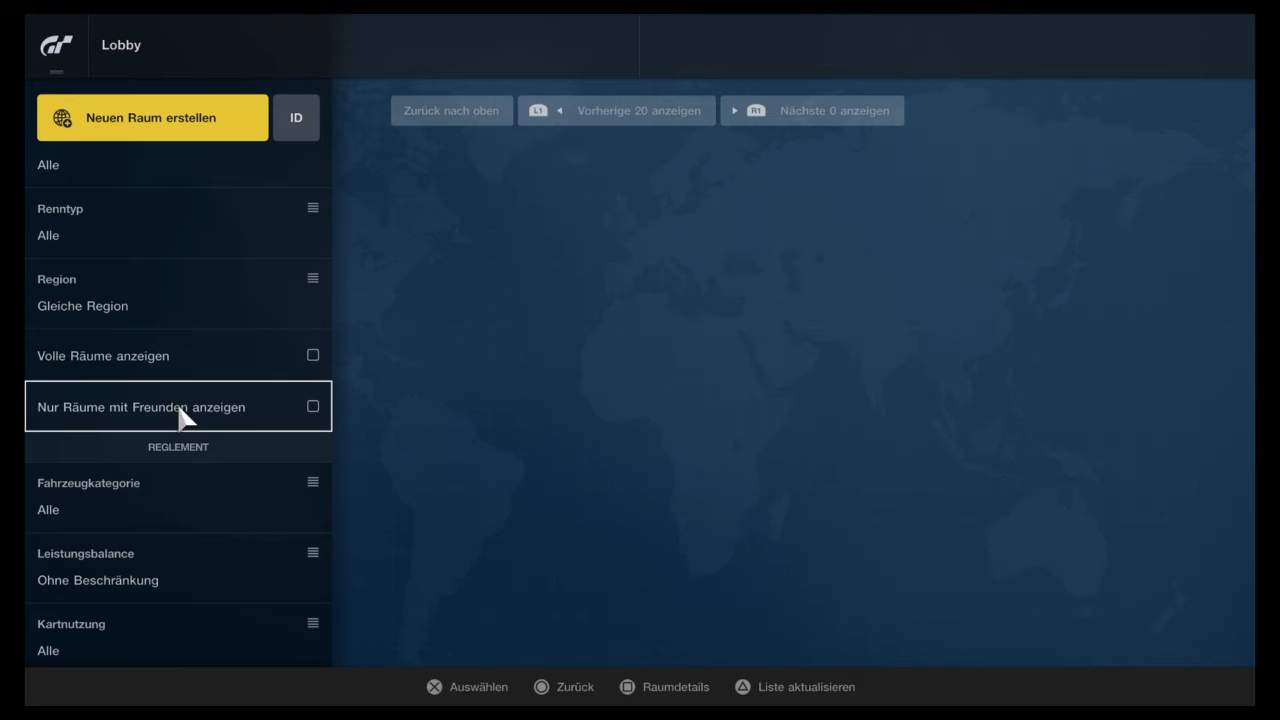 GT
Lobby
Neuen Raum erstellen
ID
Zurück nach oben
L1
Vorherige 20 anzeigen
R1
Nächste 0 anzeigen
Alle
Renntyp
Alle
Region
Gleiche Region
Volle Räume anzeigen
Nur Räume mit Freunden anzeigen
REGLEMENT
Fahrzeugkategorie
Alle
Leistungsbalance
Ohne Beschränkung
Kartnutzung
Alle
Auswählen
Zurück
Raumdetails
Liste aktualisieren